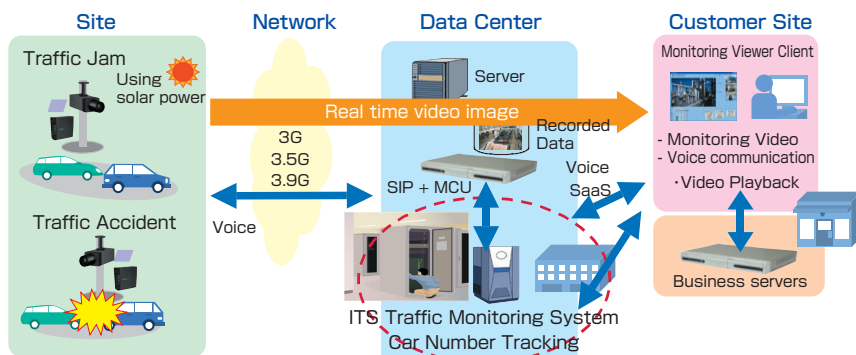 Site
Network
Data Center
Customer Site
Traffic Jam
Using
solar power
Server
Monitoring Viewer Client
Real time video image
3G
3.5G
3.9G
Recorded
Data
SIP + MCU
Voice
SaaS
- Monitoring Video
- Voice communication
・Video Playback
Traffic Accident
Voice
Business servers
ITS Traffic Monitoring System
Car Number Tracking